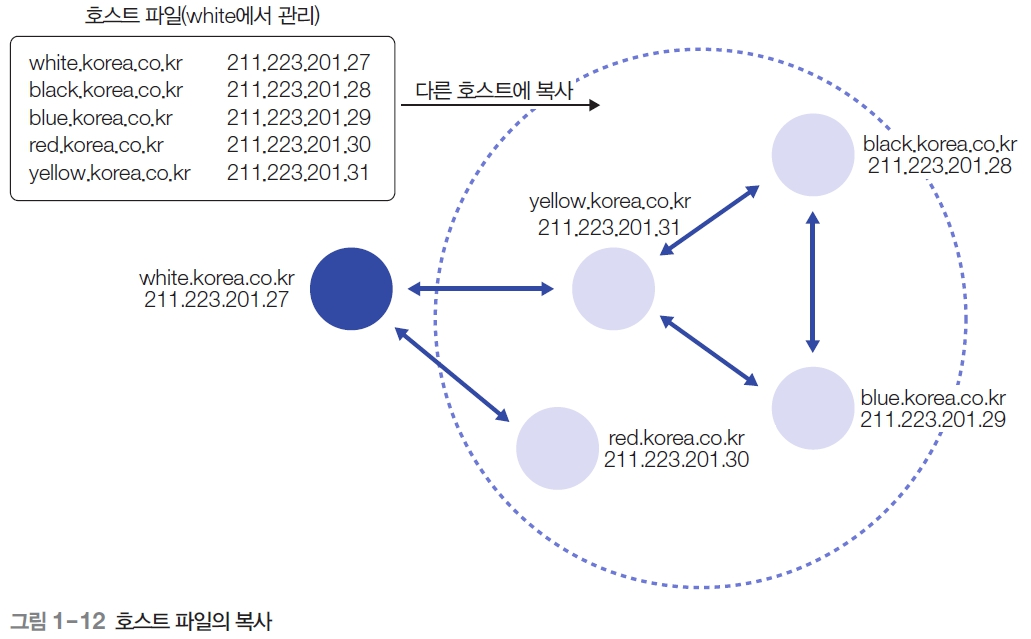 호스트 파일(white에서 관리)
white.korea.co.kr 211.223.201.27
black.korea.co.kr 211.223.201.28
blue.korea.co.kr 211.223.201.29
red.korea.co.kr 211.223.201.30
yellow.korea.co.kr 211.223.201.31
다른 호스트에 복사
black.korea.co.kr
211.223.201.28
yellow.korea.co.kr
211.223.201.31
white.korea.co.kr
211.223.201.27
blue.korea.co.kr
211.223.201.29
red.korea.co.kr
211.223.201.30
그림 1-12 호스트 파일의 복사